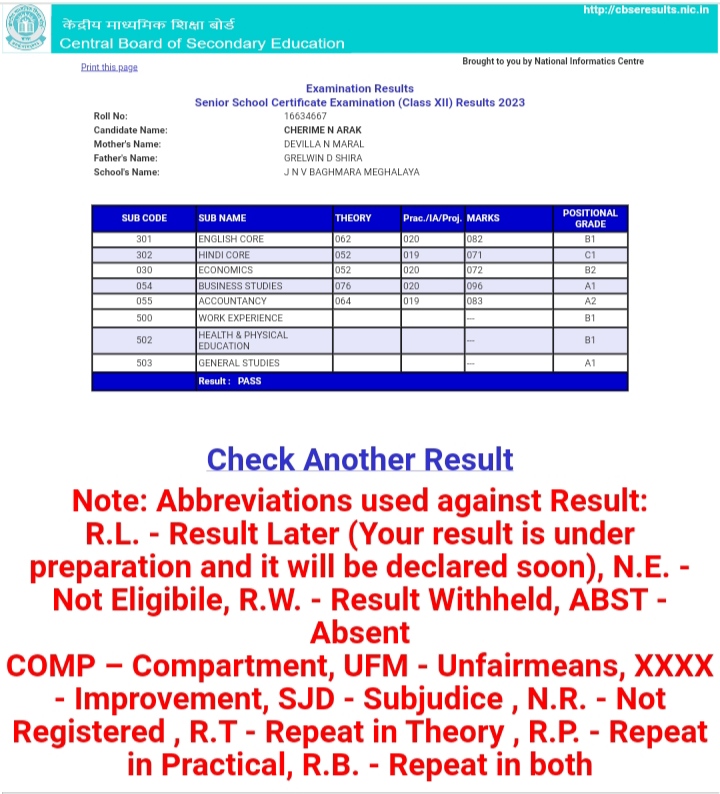 http://cbseresults.nic.in
केंद्रीय माध्यमिक शिक्षा बोर्ड
Central Board of Secondary Education
Print this page
Brought to you by National Informatics Centre
Examination Results
Senior School Certificate Examination (Class XII) Results 2023
Roll No: 16634667
Candidate Name: CHERIME N ARAK
Mother's Name: DEVILLA N MARAL
Father's Name: GRELWIN D SHIRA
School's Name: J N V BAGHMARA MEGHALAYA
SUB CODE SUB NAME THEORY Prac./IA/Proj. MARKS POSITIONAL GRADE
301 ENGLISH CORE 062 020 082 B1
302 HINDI CORE 052 019 071 C1
030 ECONOMICS 052 020 072 B2
054 BUSINESS STUDIES 076 020 096 A1
055 ACCOUNTANCY 064 019 083 A2
500 WORK EXPERIENCE --- B1
502 HEALTH & PHYSICAL EDUCATION --- B1
503 GENERAL STUDIES --- A1
Result : PASS
Check Another Result
Note: Abbreviations used against Result:
R.L. - Result Later (Your result is under
preparation and it will be declared soon), N.E. -
Not Eligibile, R.W. - Result Withheld, ABST -
Absent
COMP – Compartment, UFM - Unfairmeans, XXXX
- Improvement, SJD - Subjudice , N.R. - Not
Registered , R.T - Repeat in Theory , R.P. - Repeat
in Practical, R.B. - Repeat in both